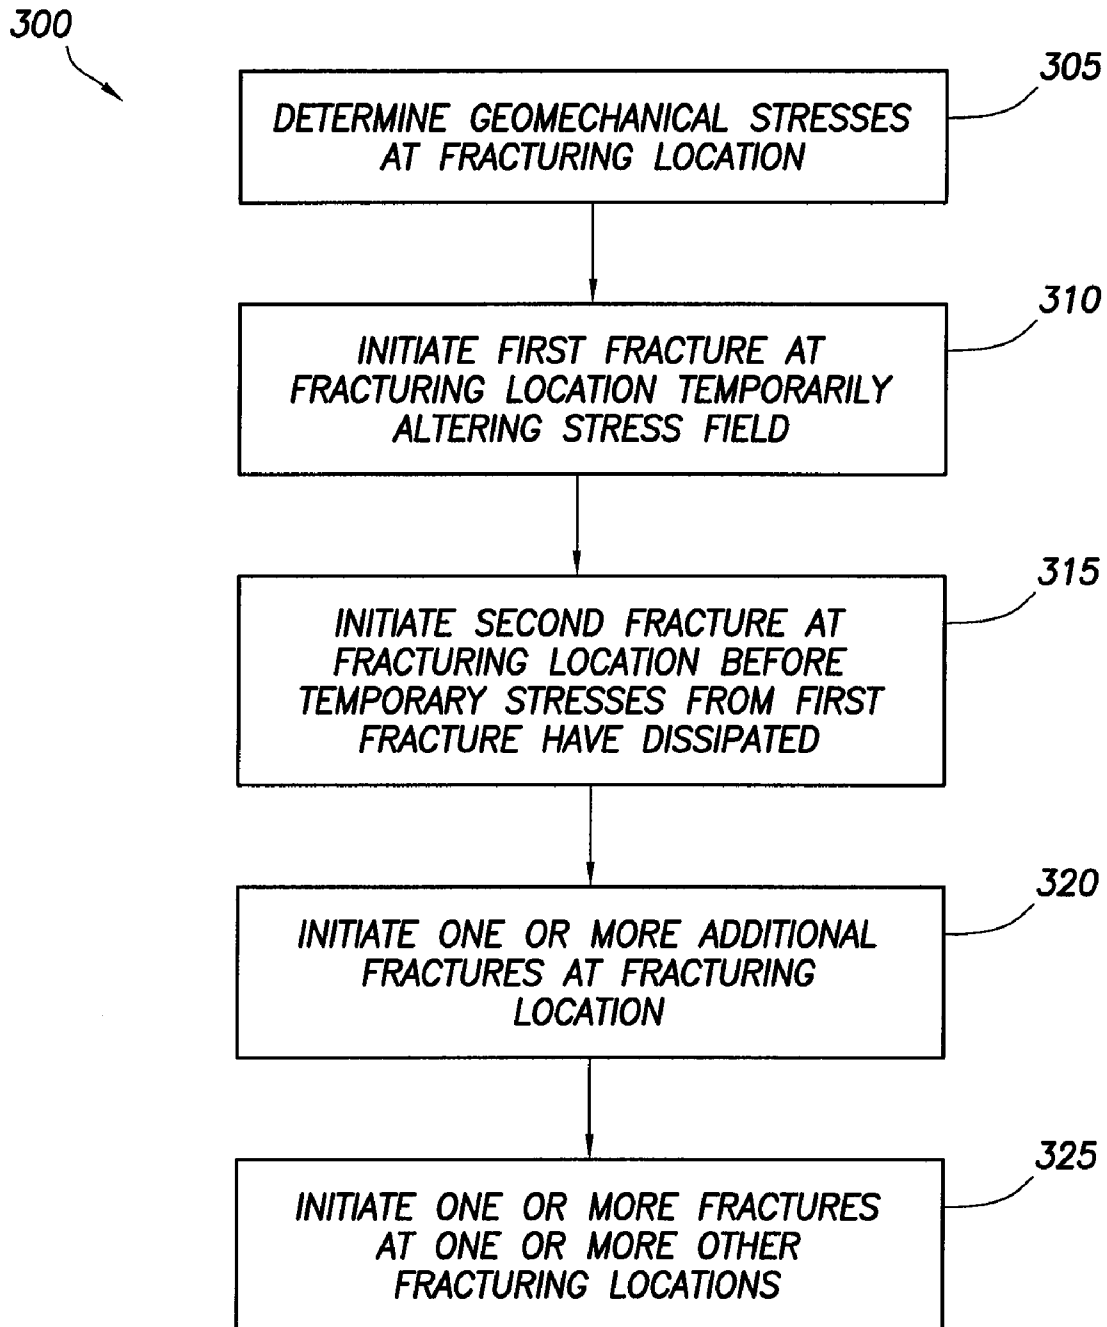 300
305
DETERMINE GEOMECHANICAL STRESSES
AT FRACTURING LOCATION
310
INITIATE FIRST FRACTURE AT
FRACTURING LOCATION TEMPORARILY
ALTERING STRESS FIELD
315
INITIATE SECOND FRACTURE AT
FRACTURING LOCATION BEFORE
TEMPORARY STRESSES FROM FIRST
FRACTURE HAVE DISSIPATED
320
INITIATE ONE OR MORE ADDITIONAL
FRACTURES AT FRACTURING
LOCATION
325
INITIATE ONE OR MORE FRACTURES
AT ONE OR MORE OTHER
FRACTURING LOCATIONS